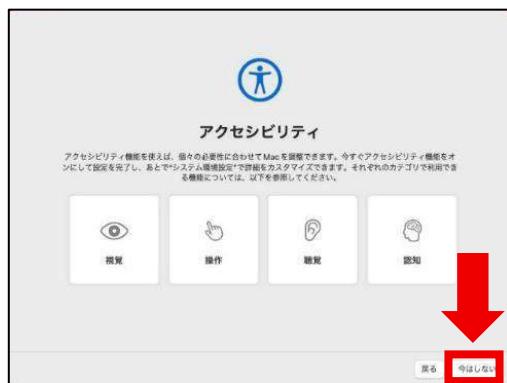 アクセシビリティ
アクセシビリティ機能を使えば、個々の必要性に合わせてMacを調整できます。今すぐアクセシビリティ機能をオ
ンにして設定を完了し、あとで"システム環境設定"で詳細をカスタマイズできます。それぞれのカテゴリで利用でき
る機能については、以下を参照してください。
視覚
操作
聴覚
認知
戻る
今はしない